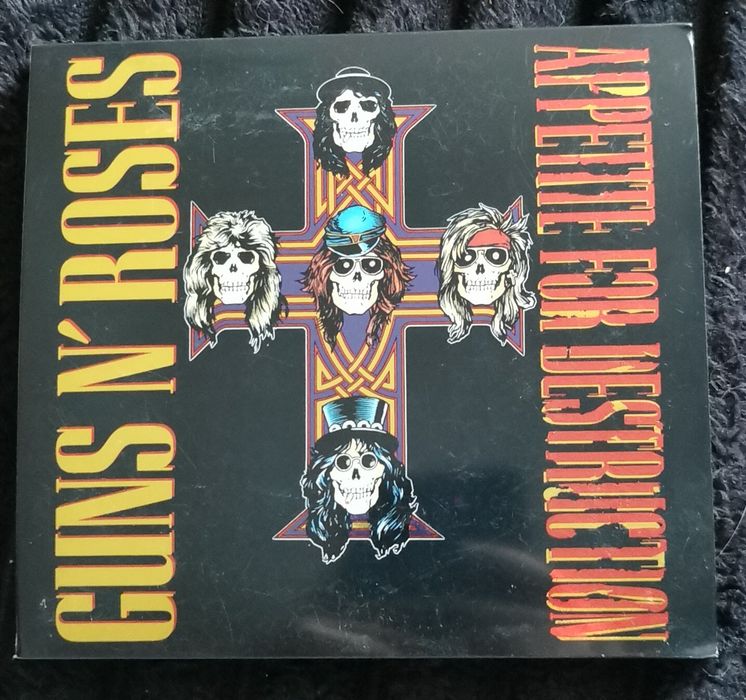 GUNS N' ROSES
APPETITE FOR DESTRUCTION